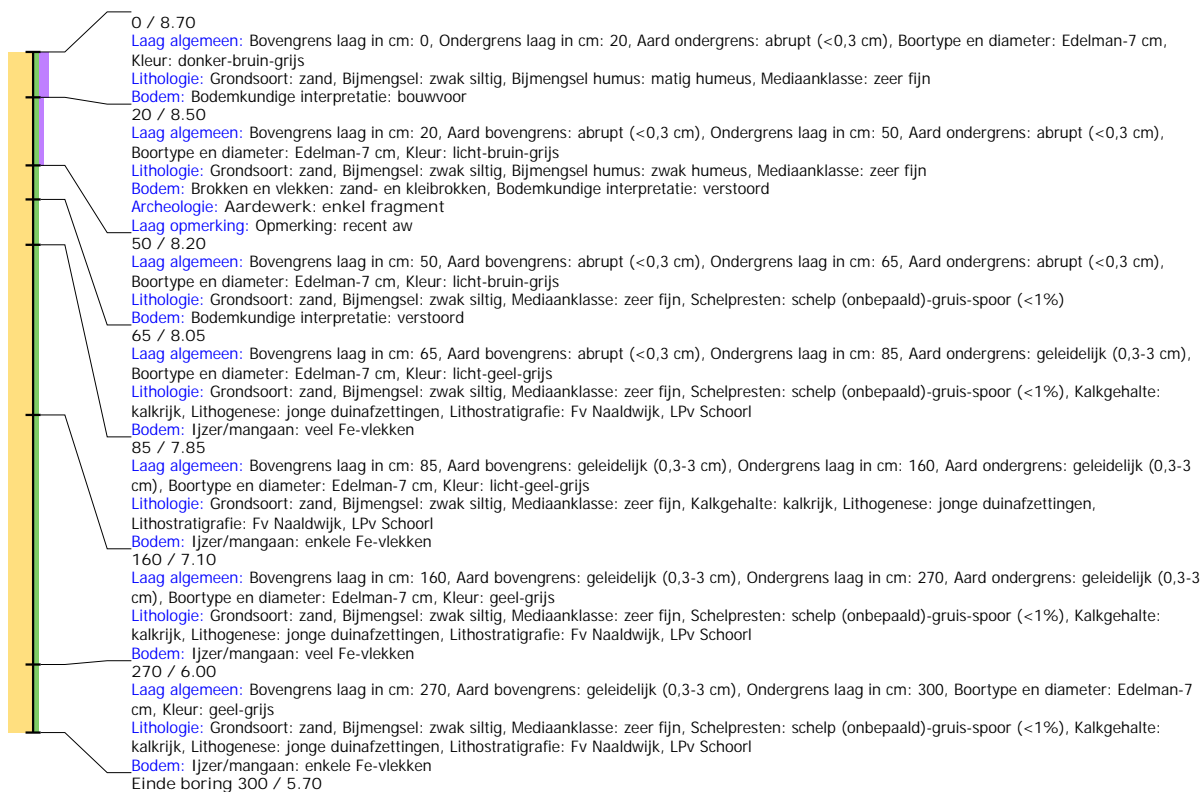 0 / 8.70
Laag algemeen: Bovengrens laag in cm: 0, Ondergrens laag in cm: 20, Aard ondergrens: abrupt (<0,3 cm), Boortype en diameter: Edelman-7 cm,
Kleur: donker-bruin-grijs
Lithologie: Grondsoort: zand, Bijmengsel: zwak siltig, Bijmengsel humus: matig humeus, Mediaanklasse: zeer fijn
Bodem: Bodemkundige interpretatie: bouwvoor
20 / 8.50
Laag algemeen: Bovengrens laag in cm: 20, Aard bovengrens: abrupt (<0,3 cm), Ondergrens laag in cm: 50, Aard ondergrens: abrupt (<0,3 cm),
Boortype en diameter: Edelman-7 cm, Kleur: licht-bruin-grijs
Lithologie: Grondsoort: zand, Bijmengsel: zwak siltig, Bijmengsel humus: zwak humeus, Mediaanklasse: zeer fijn
Bodem: Brokken en vlekken: zand- en kleibrokken, Bodemkundige interpretatie: verstoord
Archeologie: Aardewerk: enkel fragment
Laag opmerking: Opmerking: recent aw
50 / 8.20
Laag algemeen: Bovengrens laag in cm: 50, Aard bovengrens: abrupt (<0,3 cm), Ondergrens laag in cm: 65, Aard ondergrens: abrupt (<0,3 cm),
Boortype en diameter: Edelman-7 cm, Kleur: licht-bruin-grijs
Lithologie: Grondsoort: zand, Bijmengsel: zwak siltig, Mediaanklasse: zeer fijn, Schelpresten: schelp (onbepaald)-gruis-spoor (<1%)
Bodem: Bodemkundige interpretatie: verstoord
65 / 8.05
Laag algemeen: Bovengrens laag in cm: 65, Aard bovengrens: abrupt (<0,3 cm), Ondergrens laag in cm: 85, Aard ondergrens: geleidelijk (0,3-3 cm),
Boortype en diameter: Edelman-7 cm, Kleur: licht-geel-grijs
Lithologie: Grondsoort: zand, Bijmengsel: zwak siltig, Mediaanklasse: zeer fijn, Schelpresten: schelp (onbepaald)-gruis-spoor (<1%), Kalkgehalte:
kalkrijk, Lithogenese: jonge duinafzettingen, Lithostratigrafie: Fv Naaldwijk, LPv Schoorl
Bodem: Ijzer/mangaan: veel Fe-vlekken
85 / 7.85
Laag algemeen: Bovengrens laag in cm: 85, Aard bovengrens: geleidelijk (0,3-3 cm), Ondergrens laag in cm: 160, Aard ondergrens: geleidelijk (0,3-3
cm), Boortype en diameter: Edelman-7 cm, Kleur: licht-geel-grijs
Lithologie: Grondsoort: zand, Bijmengsel: zwak siltig, Mediaanklasse: zeer fijn, Kalkgehalte: kalkrijk, Lithogenese: jonge duinafzettingen,
Lithostratigrafie: Fv Naaldwijk, LPv Schoorl
Bodem: Ijzer/mangaan: enkele Fe-vlekken
160 / 7.10
Laag algemeen: Bovengrens laag in cm: 160, Aard bovengrens: geleidelijk (0,3-3 cm), Ondergrens laag in cm: 270, Aard ondergrens: geleidelijk (0,3-3
cm), Boortype en diameter: Edelman-7 cm, Kleur: geel-grijs
Lithologie: Grondsoort: zand, Bijmengsel: zwak siltig, Mediaanklasse: zeer fijn, Schelpresten: schelp (onbepaald)-gruis-spoor (<1%), Kalkgehalte:
kalkrijk, Lithogenese: jonge duinafzettingen, Lithostratigrafie: Fv Naaldwijk, LPv Schoorl
Bodem: Ijzer/mangaan: veel Fe-vlekken
270 / 6.00
Laag algemeen: Bovengrens laag in cm: 270, Aard bovengrens: geleidelijk (0,3-3 cm), Ondergrens laag in cm: 300, Boortype en diameter: Edelman-7
cm, Kleur: geel-grijs
Lithologie: Grondsoort: zand, Bijmengsel: zwak siltig, Mediaanklasse: zeer fijn, Schelpresten: schelp (onbepaald)-gruis-spoor (<1%), Kalkgehalte:
kalkrijk, Lithogenese: jonge duinafzettingen, Lithostratigrafie: Fv Naaldwijk, LPv Schoorl
Bodem: Ijzer/mangaan: enkele Fe-vlekken
Einde boring 300 / 5.70